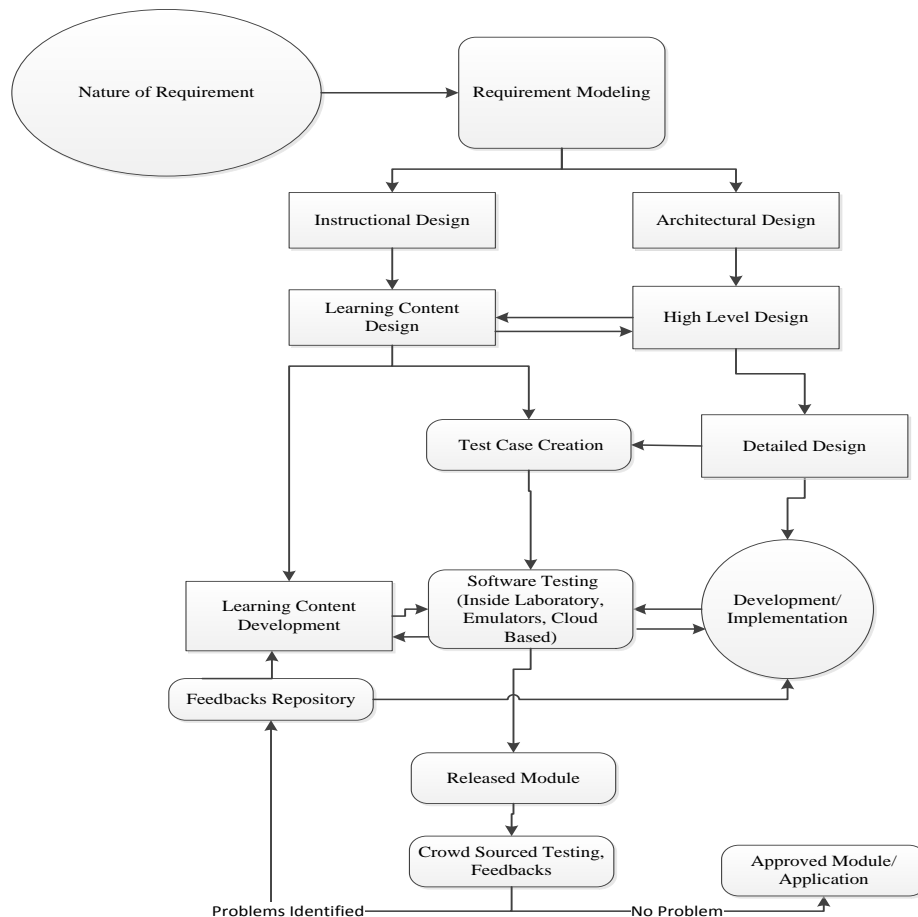 Nature of Requirement
Requirement Modeling
Instructional Design
Architectural Design
Learning Content
Design
High Level Design
Test Case Creation
Detailed Design
Software Testing
(Inside Laboratory,
Emulators, Cloud
Based)
Learning Content
Development
Development/
Implementation
Feedbacks Repository
Released Module
Crowd Sourced Testing,
Feedbacks
Approved Module/
Application
Problems Identified
No Problem